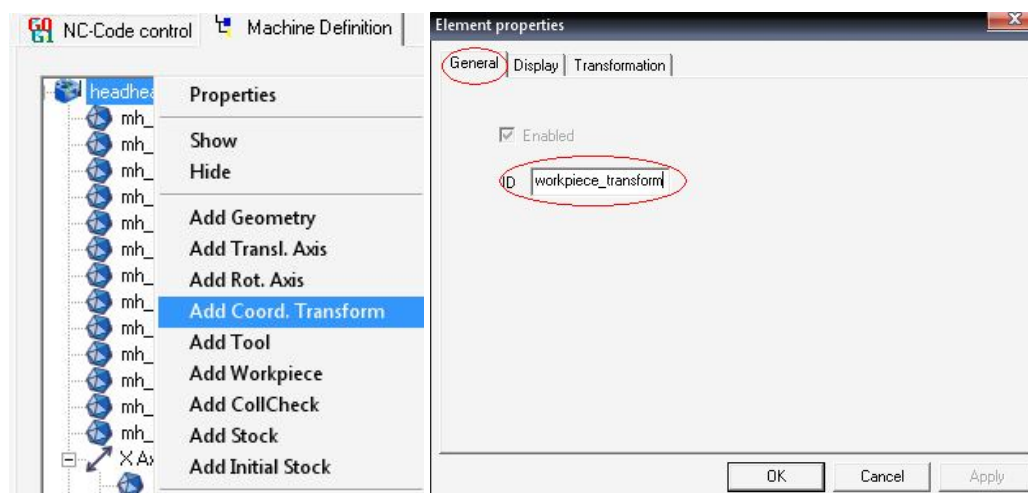 NC-Code control
Machine Definition
headhea
mh_
mh_
mh_
mh_
mh_
mh_
mh_
mh_
mh_
mh_
mh_
mh_
mh_
X Ax
Properties
Show
Hide
Add Geometry
Add Transl. Axis
Add Rot. Axis
Add Coord. Transform
Add Tool
Add Workpiece
Add CollCheck
Add Stock
Add Initial Stock
Element properties
General Display Transformation
Enabled
ID workpiece_transform
OK Cancel Apply